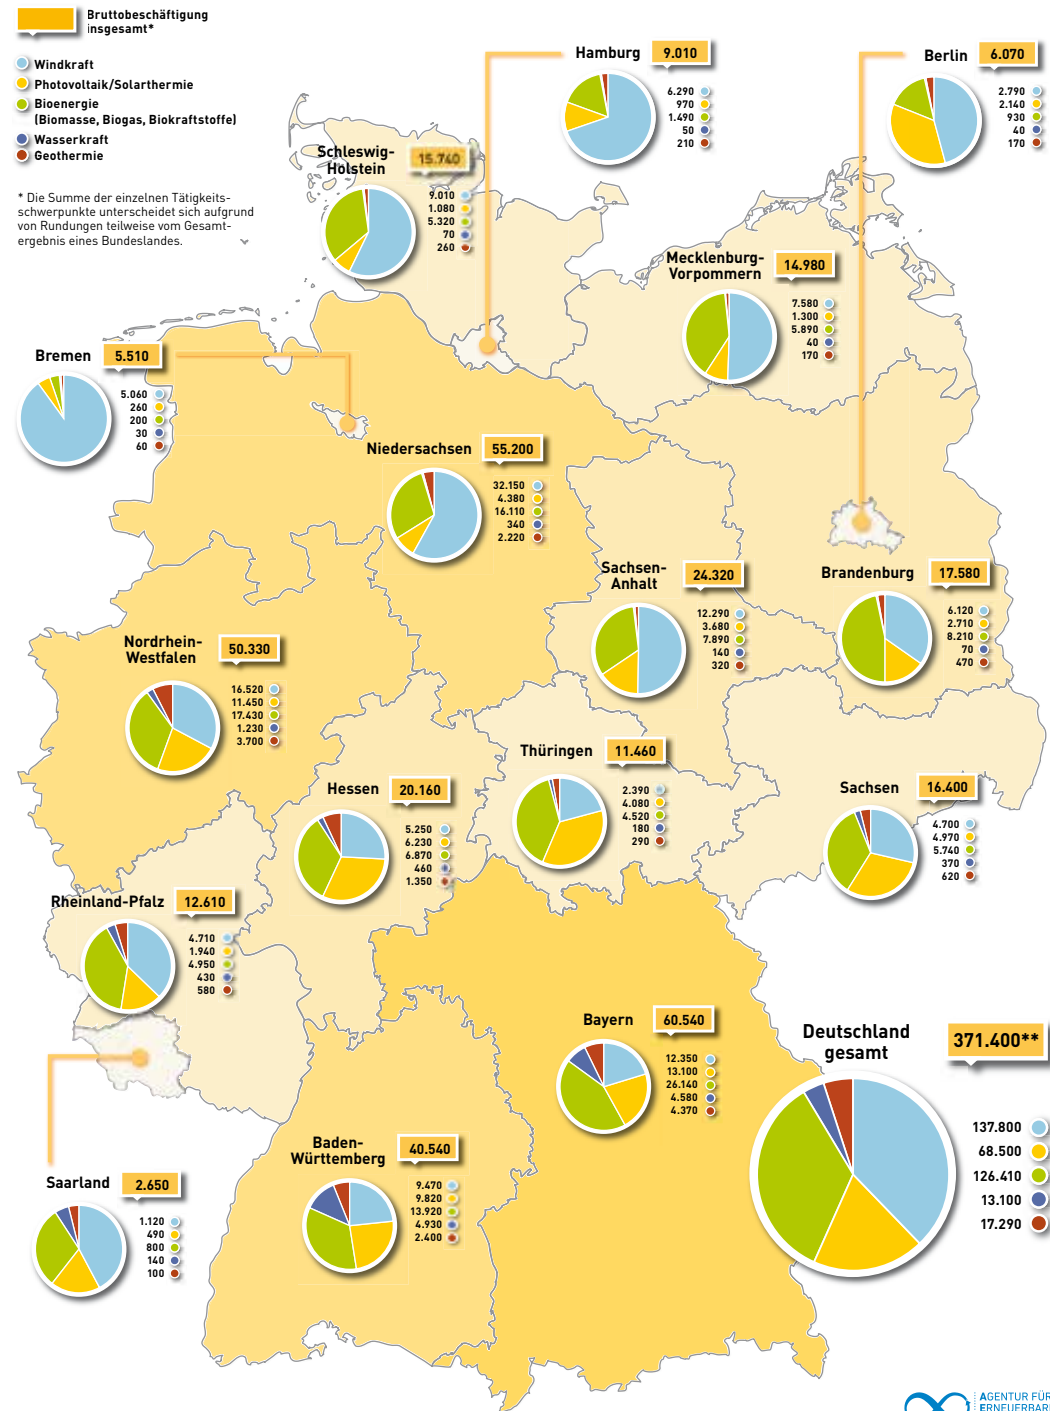 Bruttobeschäftigung
insgesamt*
Windkraft
Photovoltaik/Solarthermie
Bioenergie
(Biomasse, Biogas, Biokraftstoffe)
Wasserkraft
Geothermie
* Die Summe der einzelnen Tätigkeits-
schwerpunkte unterscheidet sich aufgrund
von Rundungen teilweise vom Gesamt-
ergebnis eines Bundeslandes.
Hamburg 9.010
6.290
970
1.490
50
210
Berlin 6.070
2.790
2.140
930
40
170
Schleswig-
Holstein
15.740
9.010
1.080
5.320
70
260
Mecklenburg-
Vorpommern
14.980
7.580
1.300
5.890
40
170
Bremen 5.510
5.060
260
200
30
60
Niedersachsen 55.200
32.150
4.380
16.110
340
2.220
Sachsen-
Anhalt
24.320
12.290
3.680
7.890
140
320
Brandenburg 17.580
6.120
2.710
8.210
70
470
Nordrhein-
Westfalen
50.330
16.520
11.450
17.430
1.230
3.700
Thüringen 11.460
2.390
4.080
4.520
180
290
Hessen 20.160
5.250
6.230
6.870
460
1.350
Sachsen 16.400
4.700
4.970
5.740
370
620
Rheinland-Pfalz 12.610
4.710
1.940
4.950
430
580
Bayern 60.540
12.350
13.100
26.140
4.580
4.370
Deutschland
gesamt
371.400**
137.800
68.500
126.410
13.100
17.290
Baden-
Württemberg
40.540
9.470
9.820
13.920
4.930
2.400
Saarland 2.650
1.120
490
800
140
100
AGENTUR FÜR
ERNEUERBARE